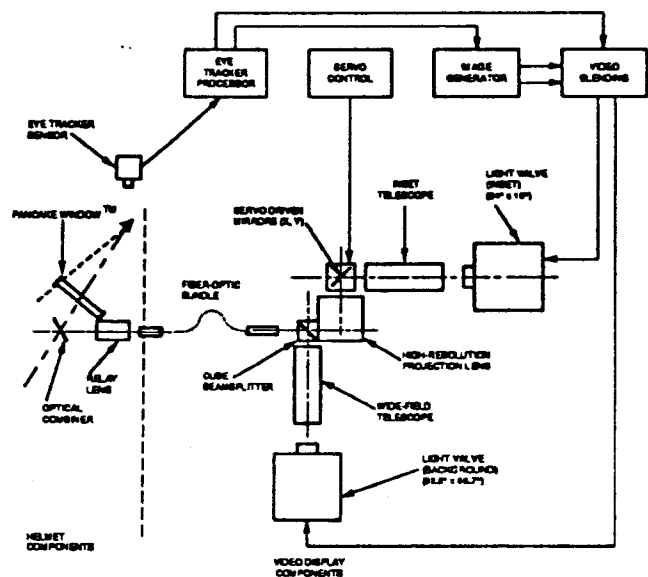 EYE
TRACKER
PROCESSOR
SERVO
CONTROL
IMAGE
GENERATOR
VIDEO
BLENDING
EYE TRACKER
SENSOR
PANCAKE WINDOW™
SERVO DRIVEN
MIRRORS (X, Y)
INSET
TELESCOPE
LIGHT VALVE
(INSET)
FIBER-OPTIC
BUNDLE
RELAY
LENS
OPTICAL
COMBINER
CUBE
BEAMSPLITTER
HIGH-RESOLUTION
PROJECTION LENS
WIDE-FIELD
TELESCOPE
LIGHT VALVE
(BACKGROUND)
HELMET
COMPONENTS
VIDEO DISPLAY
COMPONENTS